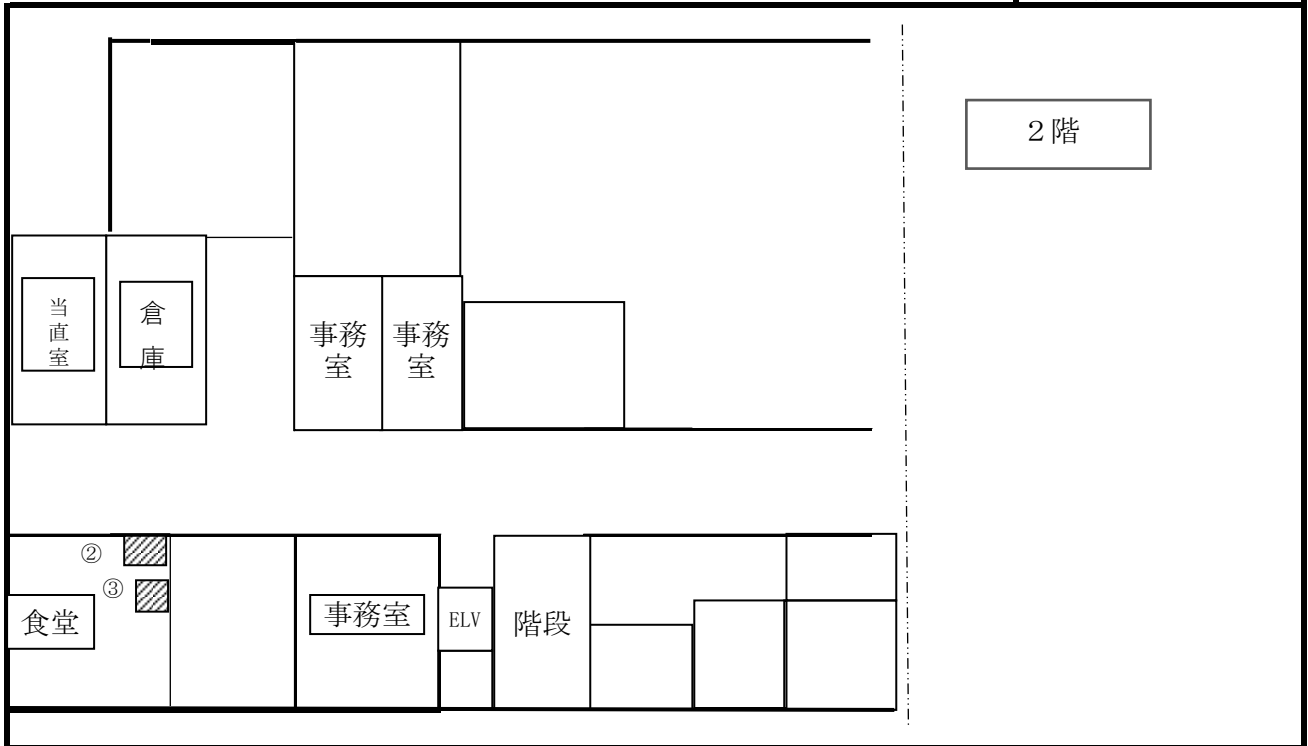 ２階
当
直
室
倉
庫
事務
室
事務
室
②
③
食堂
事務室
ELV
階段